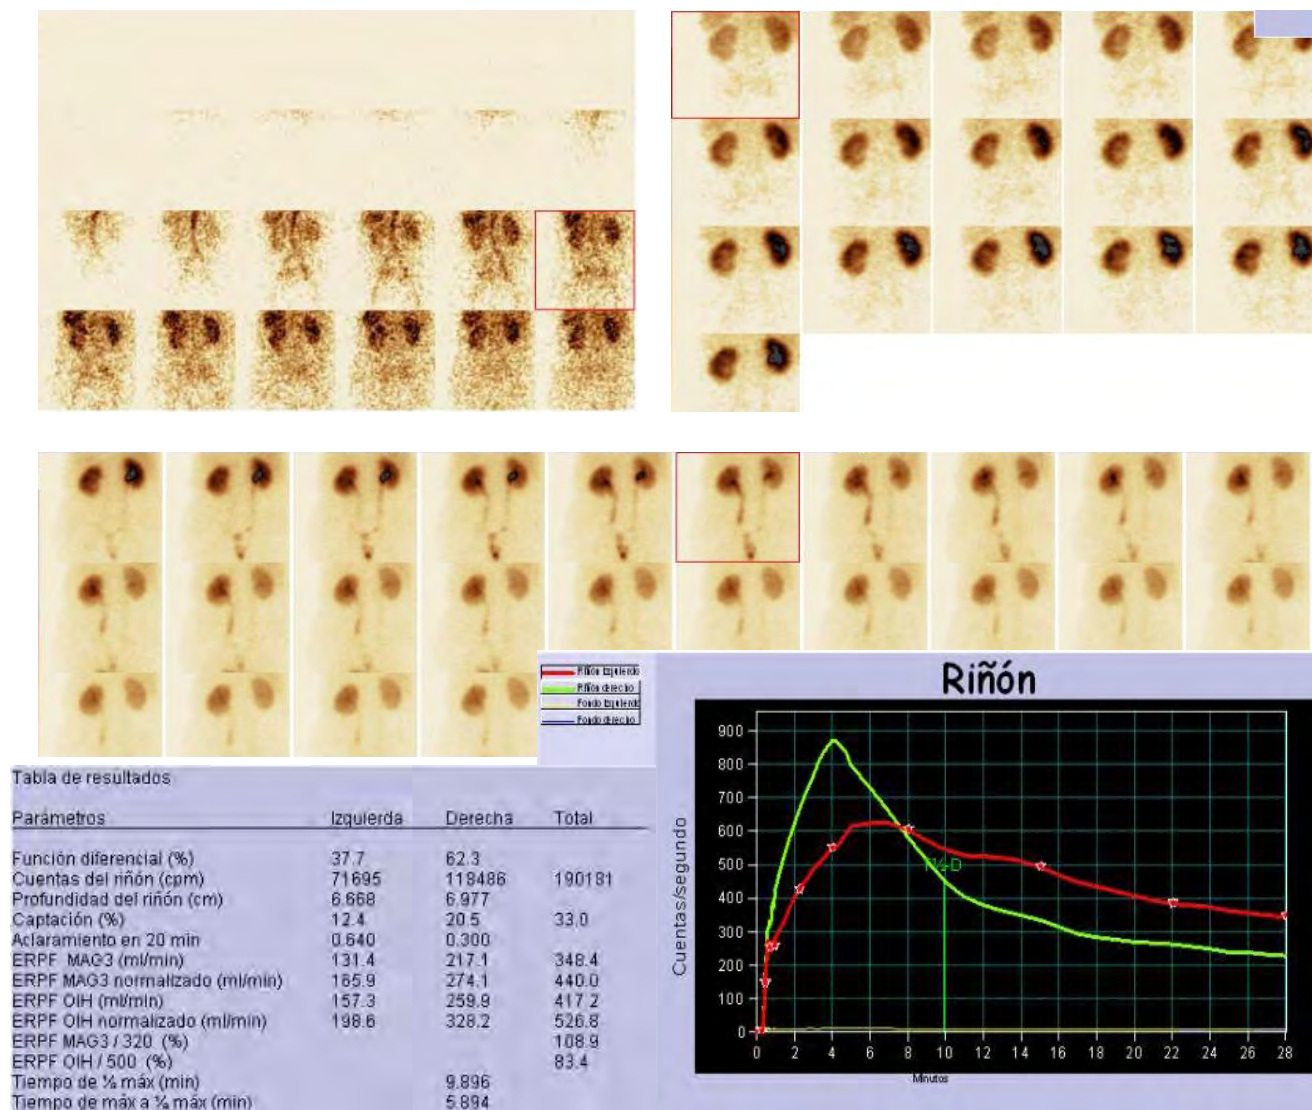 Riñón Izquierdo
Riñón derecho
Fondo Izquierdo
Fondo derecho
Riñón
900
800
700
600
500
400
300
200
100
0
Cuentas/segundo
T½D
0 2 4 6 8 10 12 14 16 18 20 22 24 26 28
Minutos
Tabla de resultados
Parámetros Izquierda Derecha Total
Función diferencial (%) 37.7 62.3
Cuentas del riñón (cpm) 71695 118486 190181
Profundidad del riñón (cm) 6.668 6.977
Captación (%) 12.4 20.5 33.0
Aclaramiento en 20 min 0.640 0.300
ERPF MAG3 (ml/min) 131.4 217.1 348.4
ERPF MAG3 normalizado (ml/min) 165.9 274.1 440.0
ERPF OIH (ml/min) 157.3 259.9 417.2
ERPF OIH normalizado (ml/min) 198.6 328.2 526.8
ERPF MAG3 / 320 (%) 108.9
ERPF OIH / 500 (%) 83.4
Tiempo de ½ máx (min) 9.896
Tiempo de máx a ½ máx (min) 5.894